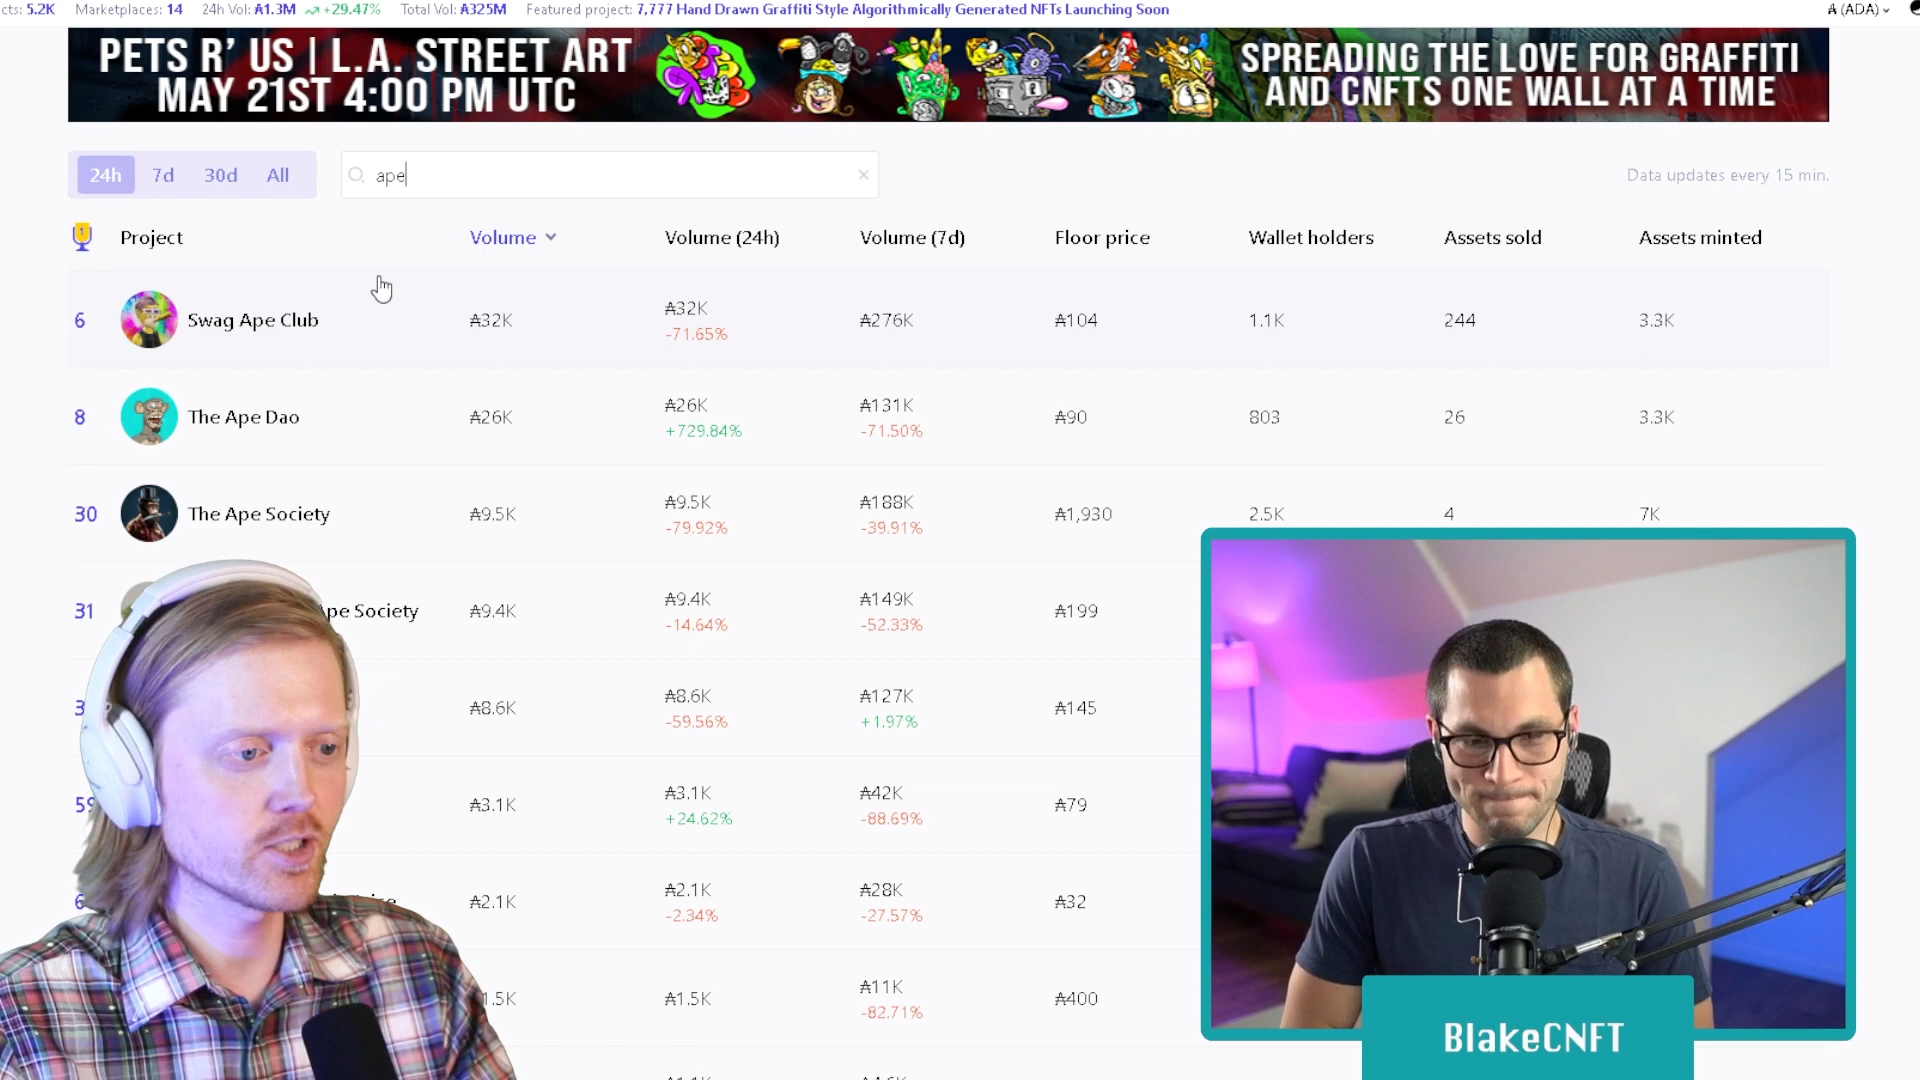 cts: 5.2K Marketplaces: 14 24h Vol: ₳1.3M +29.47% Total Vol: ₳325M Featured project: 7,777 Hand Drawn Graffiti Style Algorithmically Generated NFTs Launching Soon ₳ (ADA)
PETS R' US | L.A. STREET ART
MAY 21ST 4:00 PM UTC
SPREADING THE LOVE FOR GRAFFITI
AND CNFTS ONE WALL AT A TIME
24h 7d 30d All ape Data updates every 15 min.
1 Project Volume Volume (24h) Volume (7d) Floor price Wallet holders Assets sold Assets minted
6 Swag Ape Club ₳32K ₳32K ₳276K ₳104 1.1K 244 3.3K
-71.65%
8 The Ape Dao ₳26K ₳26K ₳131K ₳90 803 26 3.3K
+729.84% -71.50%
30 The Ape Society ₳9.5K ₳9.5K ₳188K ₳1,930 2.5K 4 7K
-79.92% -39.91%
31 Ape Society ₳9.4K ₳9.4K ₳149K ₳199
-14.64% -52.33%
3 ₳8.6K ₳8.6K ₳127K ₳145
-59.56% +1.97%
59 ₳3.1K ₳3.1K ₳42K ₳79
+24.62% -88.69%
6 ₳2.1K ₳2.1K ₳28K ₳32
-2.34% -27.57%
1.5K ₳1.5K ₳11K ₳400
-82.71%
BlakeCNFT